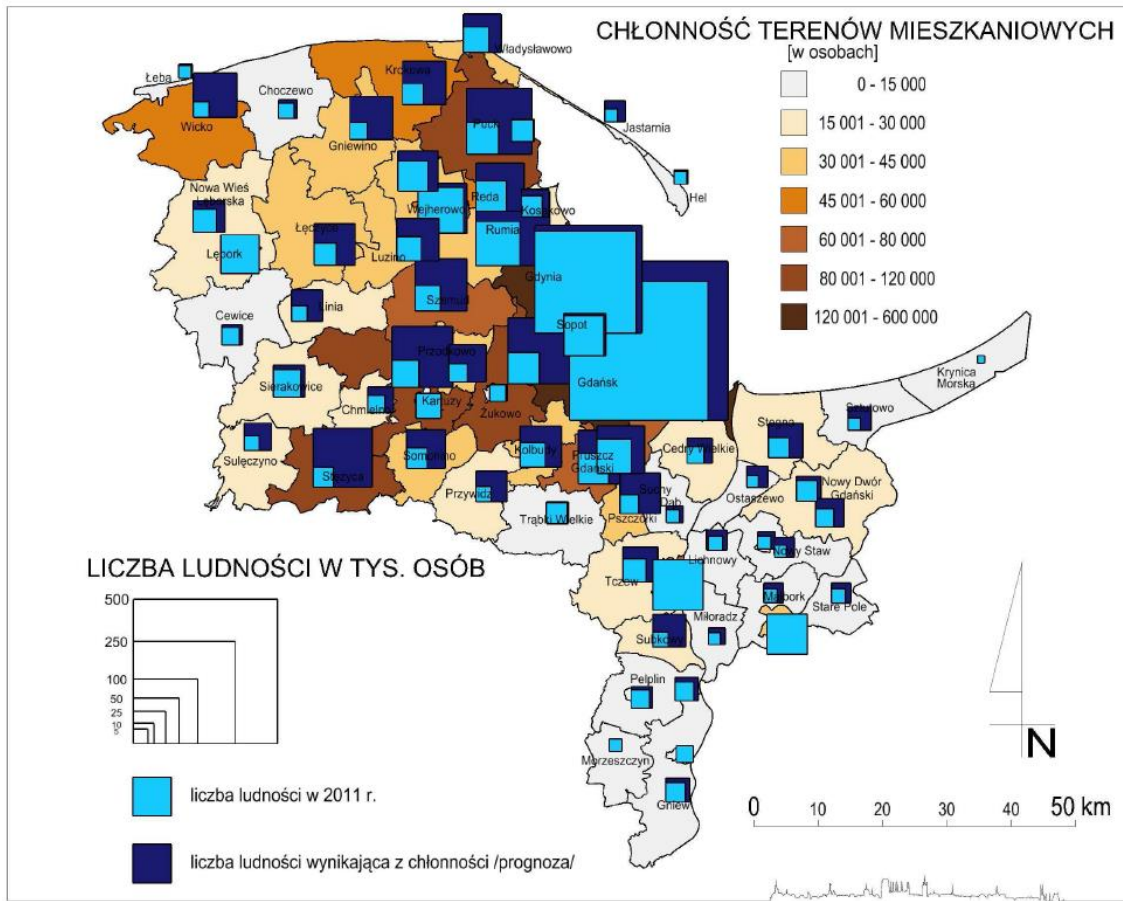 CHŁONNOŚĆ TERENÓW MIESZKANIOWYCH
[w osobach]
0 - 15 000
15 001 - 30 000
30 001 - 45 000
45 001 - 60 000
60 001 - 80 000
80 001 - 120 000
120 001 - 600 000
Władysławowo
Łeba
Choczewo
Krokowa
Wicko
Gniewino
Puck
Jastarnia
Hel
Nowa Wieś
Lęborska
Wejherowo
Reda
Kosakowo
Rumia
Lębork
Łęczyce
Luzino
Gdynia
Szemud
Linia
Cewice
Sopot
Przodkowo
Gdańsk
Krynica
Morska
Sierakowice
Chmielno
Kartuzy
Żukowo
Sztutowo
Stegna
Sulęczyno
Stężyca
Somonino
Kolbudy
Pruszcz
Gdański
Cedry Wielkie
Przywidz
Suchy
Dąb
Ostaszewo
Nowy Dwór
Gdański
Trąbki Wielkie
Pszczółki
Lichnowy
Nowy Staw
Tczew
Malbork
Stare Pole
Miłoradz
Subkowy
Pelplin
Morzeszczyn
Gniew
LICZBA LUDNOŚCI W TYS. OSÓB
500
250
100
50
25
10
liczba ludności w 2011 r.
liczba ludności wynikająca z chłonności /prognoza/
N
0 10 20 30 40 50 km